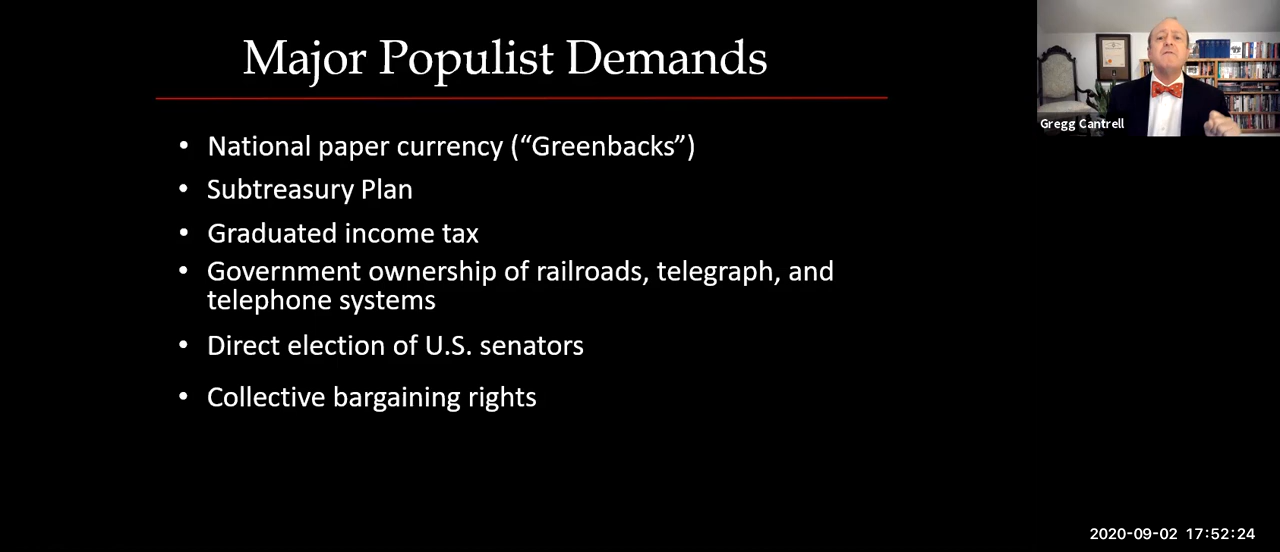 Major Populist Demands
Gregg Cantrell
• National paper currency (“Greenbacks”)
• Subtreasury Plan
• Graduated income tax
• Government ownership of railroads, telegraph, and
telephone systems
• Direct election of U.S. senators
• Collective bargaining rights
2020-09-02 17:52:24